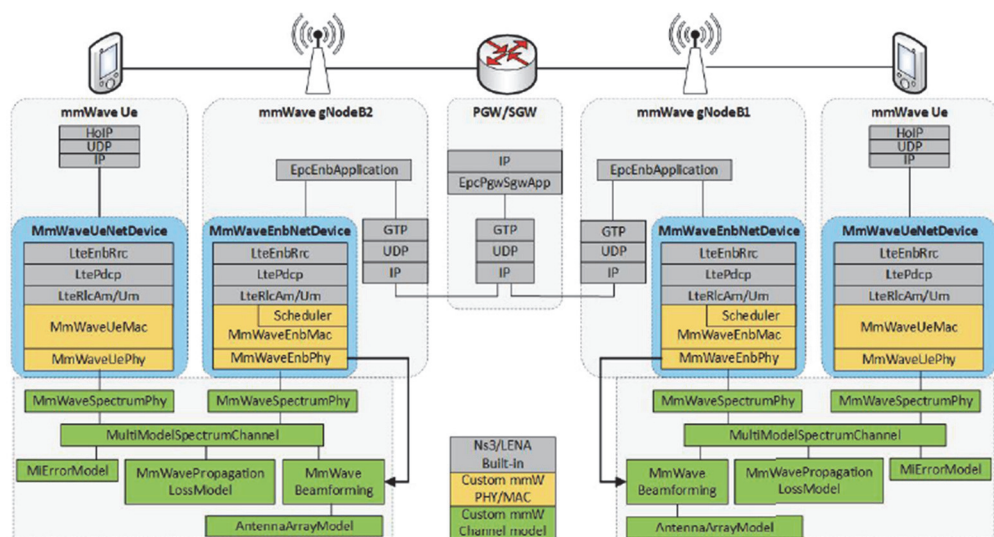 mmWave Ue
HoIP
UDP
IP
MmWaveUeNetDevice
LteEnbRrc
LtePdcp
LteRlcAm/Um
MmWaveUeMac
MmWaveUePhy
mmWave gNodeB2
EpcEnbApplication
MmWaveEnbNetDevice
LteEnbRrc
LtePdcp
LteRlcAm/Um
Scheduler
MmWaveEnbMac
MmWaveEnbPhy
GTP
UDP
IP
PGW/SGW
IP
EpcPgwSgwApp
GTP
UDP
IP
mmWave gNodeB1
EpcEnbApplication
GTP
UDP
IP
MmWaveEnbNetDevice
LteEnbRrc
LtePdcp
LteRlcAm/Um
Scheduler
MmWaveEnbMac
MmWaveEnbPhy
mmWave Ue
HoIP
UDP
IP
MmWaveUeNetDevice
LteEnbRrc
LtePdcp
LteRlcAm/Um
MmWaveUeMac
MmWaveUePhy
MmWaveSpectrumPhy
MmWaveSpectrumPhy
MultiModelSpectrumChannel
MiErrorModel
MmWavePropagation
LossModel
MmWave
Beamforming
AntennaArrayModel
Ns3/LENA
Built-in
Custom mmW
PHY/MAC
Custom mmW
Channel model
MmWaveSpectrumPhy
MmWaveSpectrumPhy
MultiModelSpectrumChannel
MmWave
Beamforming
MmWavePropagation
LossModel
MiErrorModel
AntennaArrayModel